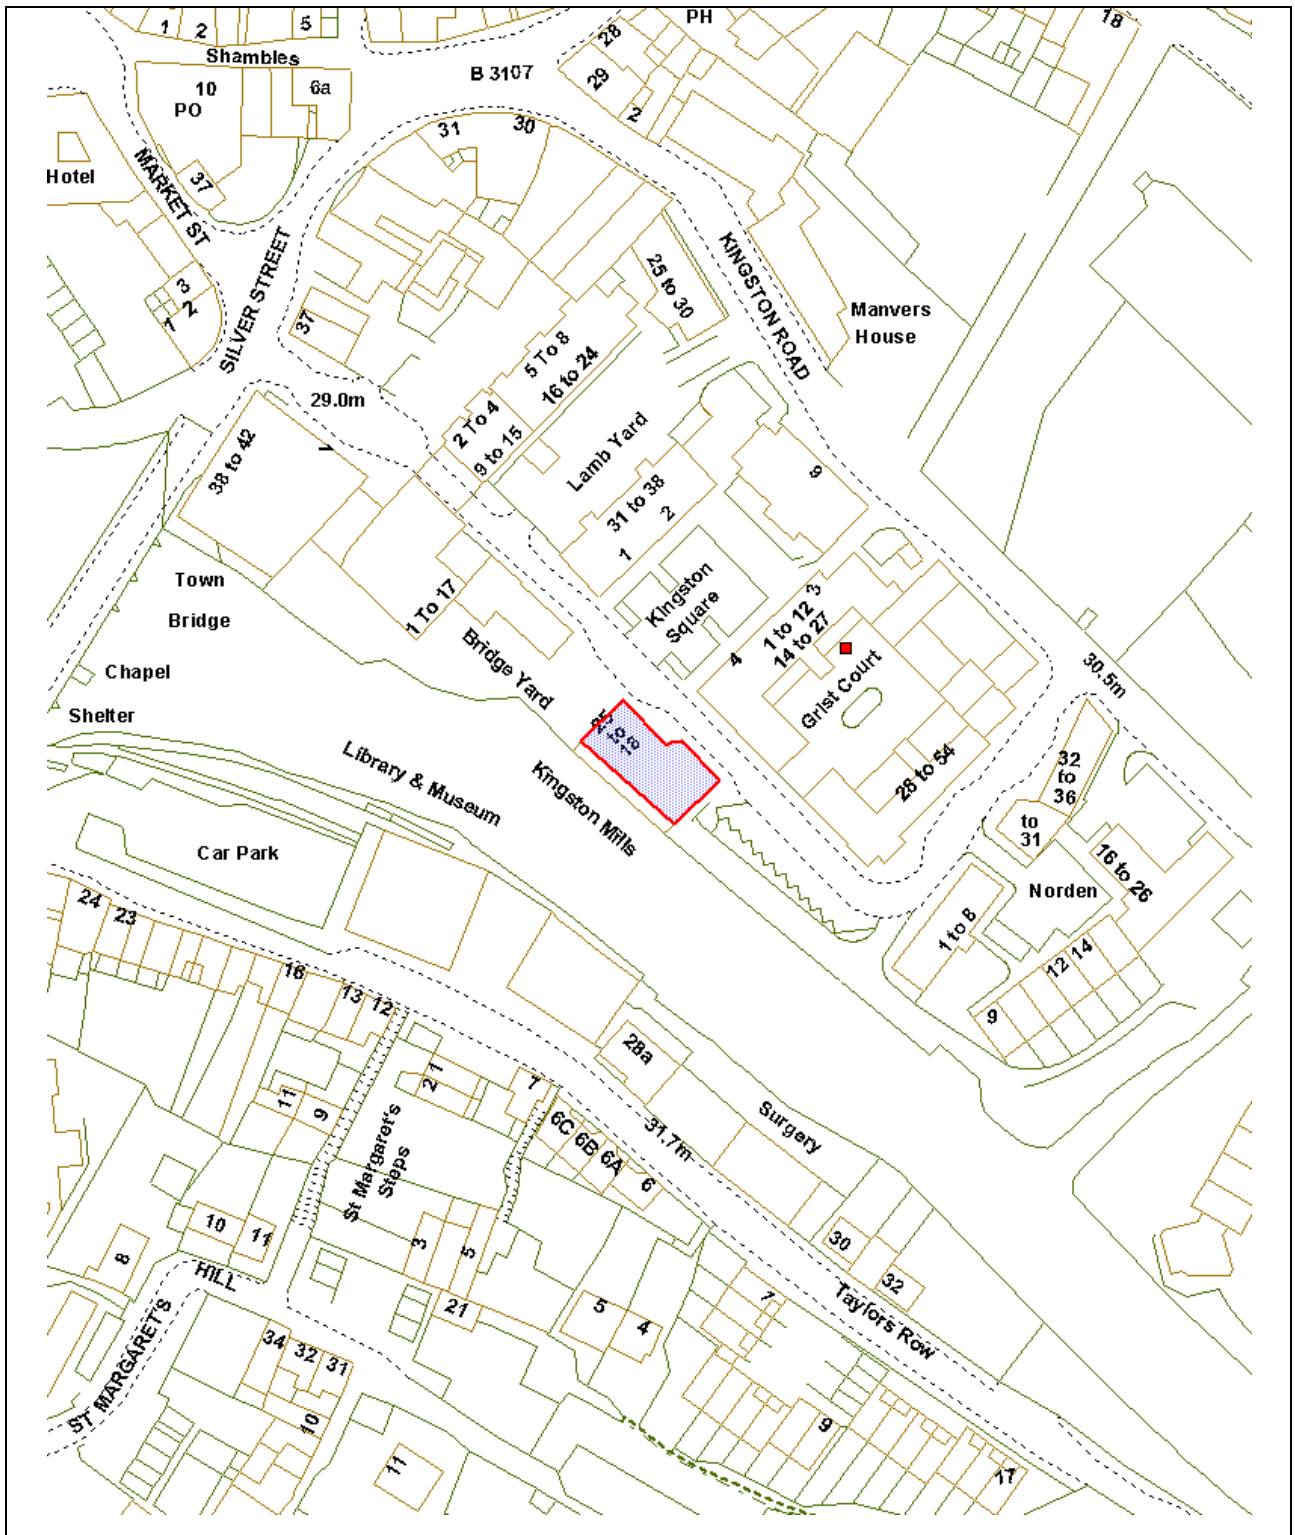 1
2
5
PH
18
Shambles
B 3107
28
29
2
10
PO
6a
31
30
Hotel
MARKET ST
37
KINGSTON ROAD
25 to 30
3
2
1
SILVER STREET
37
Manvers
House
5 To 8
16 to 24
29.0m
2 To 4
9 to 15
Lamb Yard
38 to 42
1
9
31 to 38
1
2
Town
Bridge
1 To 17
Kingston
Square
3
1 to 12
14 to 27
4
Bridge Yard
Grist Court
30.5m
Chapel
Shelter
25
to
18
Library & Museum
Kingston Mills
28 to 54
32
to
36
to
31
Car Park
16 to 26
Norden
24
23
1 to 8
12
14
16
13
12
9
28a
1
2
7
11
9
6C
6B
6A
6
31.7m
Surgery
St Margaret's
Steps
10
11
8
3
5
30
32
HILL
21
5
4
7
Taylors Row
ST MARGARET'S
34
32
31
10
9
11
17